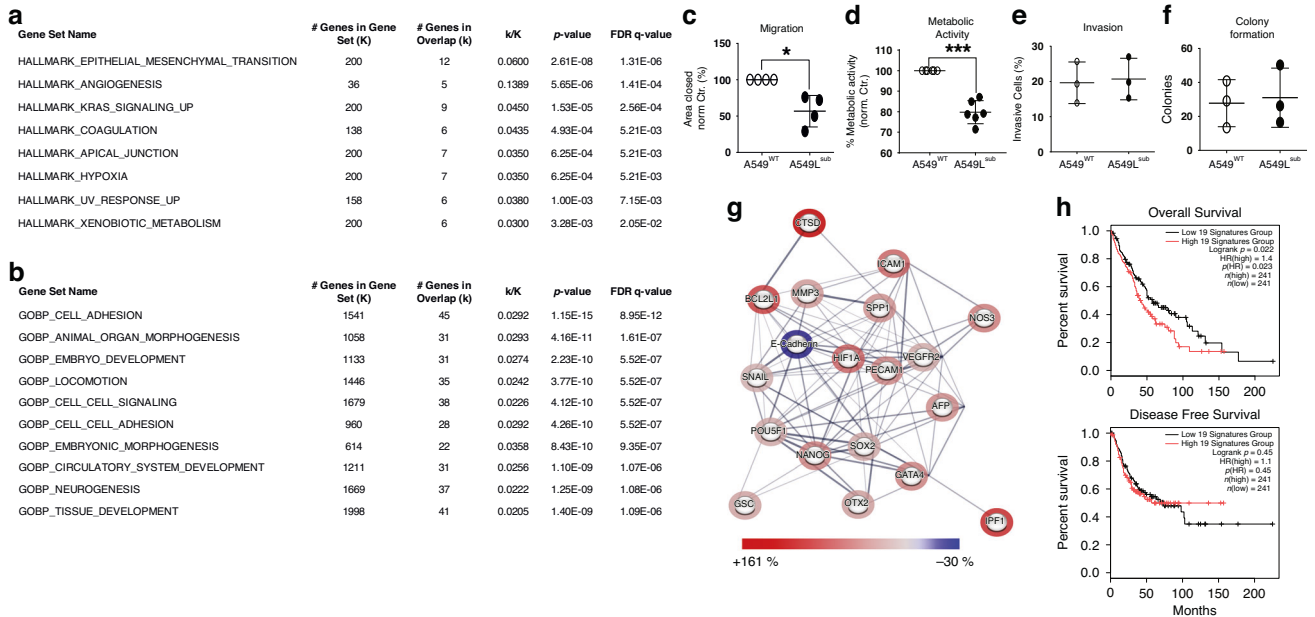 a
Gene Set Name # Genes in Gene Set (K) # Genes in Overlap (k) k/K p-value FDR q-value
HALLMARK_EPITHELIAL_MESENCHYMAL_TRANSITION 200 12 0.0600 2.61E-08 1.31E-06
HALLMARK_ANGIOGENESIS 36 5 0.1389 5.65E-06 1.41E-04
HALLMARK_KRAS_SIGNALING_UP 200 9 0.0450 1.53E-05 2.56E-04
HALLMARK_COAGULATION 138 6 0.0435 4.93E-04 5.21E-03
HALLMARK_APICAL_JUNCTION 200 7 0.0350 6.25E-04 5.21E-03
HALLMARK_HYPOXIA 200 7 0.0350 6.25E-04 5.21E-03
HALLMARK_UV_RESPONSE_UP 158 6 0.0380 1.00E-03 7.15E-03
HALLMARK_XENOBIOTIC_METABOLISM 200 6 0.0300 3.28E-03 2.05E-02
b
Gene Set Name # Genes in Gene Set (K) # Genes in Overlap (k) k/K p-value FDR q-value
GOBP_CELL_ADHESION 1541 45 0.0292 1.15E-15 8.95E-12
GOBP_ANIMAL_ORGAN_MORPHOGENESIS 1058 31 0.0293 4.16E-11 1.61E-07
GOBP_EMBRYO_DEVELOPMENT 1133 31 0.0274 2.23E-10 5.52E-07
GOBP_LOCOMOTION 1446 35 0.0242 3.77E-10 5.52E-07
GOBP_CELL_CELL_SIGNALING 1679 38 0.0226 4.12E-10 5.52E-07
GOBP_CELL_CELL_ADHESION 960 28 0.0292 4.26E-10 5.52E-07
GOBP_EMBRYONIC_MORPHOGENESIS 614 22 0.0358 8.43E-10 9.35E-07
GOBP_CIRCULATORY_SYSTEM_DEVELOPMENT 1211 31 0.0256 1.10E-09 1.07E-06
GOBP_NEUROGENESIS 1669 37 0.0222 1.25E-09 1.08E-06
GOBP_TISSUE_DEVELOPMENT 1998 41 0.0205 1.40E-09 1.09E-06
c
Migration
*
Area closed
norm Ctr. (%)
150
100
50
0
A549WT
A549Lsub
d
Metabolic
Activity
***
% Metabolic activity
(norm. Ctr.)
110
100
90
80
70
60
A549WT
A549Lsub
e
Invasion
Invasive Cells (%)
30
20
10
0
A549WT
A549Lsub
f
Colony
formation
Colonies
60
40
20
0
A549WT
A549Lsub
g
CTSD
ICAM1
BCL2L1
MMP3
SPP1
NOS3
E-Cadherin
HIF1A
VEGFR2
PECAM1
SNAIL
AFP
POU5F1
SOX2
NANOG
GATA4
GSC
OTX2
IPF1
+161 %
−30 %
h
Overall Survival
Low 19 Signatures Group
High 19 Signatures Group
Logrank p = 0.022
HR(high) = 1.4
p(HR) = 0.023
n(high) = 241
n(low) = 241
Percent survival
1.0
0.8
0.6
0.4
0.2
0.0
0 50 100 150 200
Disease Free Survival
Low 19 Signatures Group
High 19 Signatures Group
Logrank p = 0.45
HR(high) = 1.1
p(HR) = 0.45
n(high) = 241
n(low) = 241
Percent survival
1.0
0.8
0.6
0.4
0.2
0.0
0 50 100 200
Months